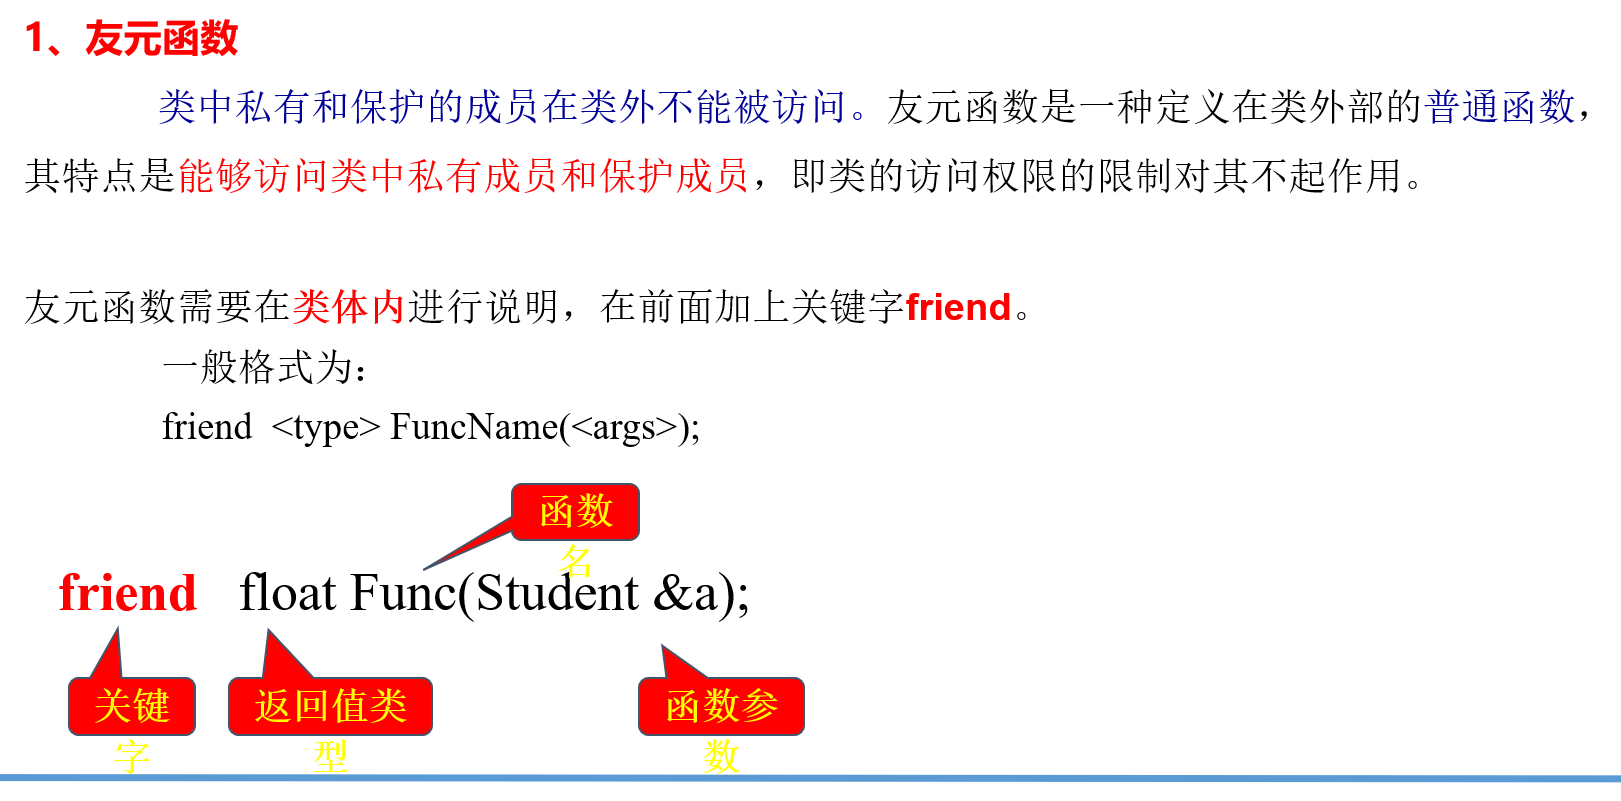 1、友元函数
类中私有和保护的成员在类外不能被访问。友元函数是一种定义在类外部的普通函数，
其特点是能够访问类中私有成员和保护成员，即类的访问权限的限制对其不起作用。
友元函数需要在类体内进行说明，在前面加上关键字friend。
一般格式为：
friend <type> FuncName(<args>);
函数
名
friend float Func(Student &a);
关键
字
返回值类
型
函数参
数